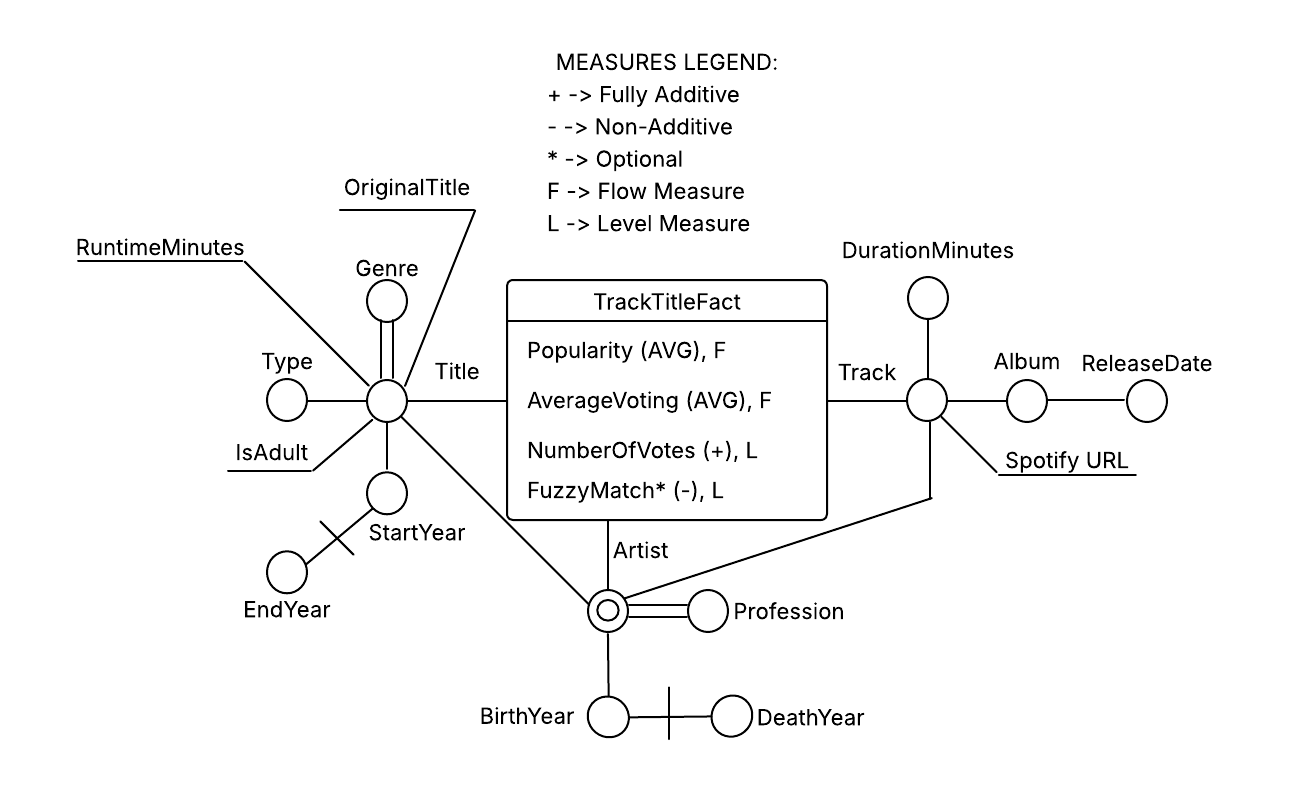 MEASURES LEGEND:
+ -> Fully Additive
- -> Non-Additive
* -> Optional
F -> Flow Measure
L -> Level Measure
OriginalTitle
RuntimeMinutes
Genre
Type
Title
IsAdult
StartYear
EndYear
TrackTitleFact
Popularity (AVG), F
AverageVoting (AVG), F
NumberOfVotes (+), L
FuzzyMatch* (-), L
DurationMinutes
Track
Album
ReleaseDate
Spotify URL
Artist
Profession
BirthYear
DeathYear